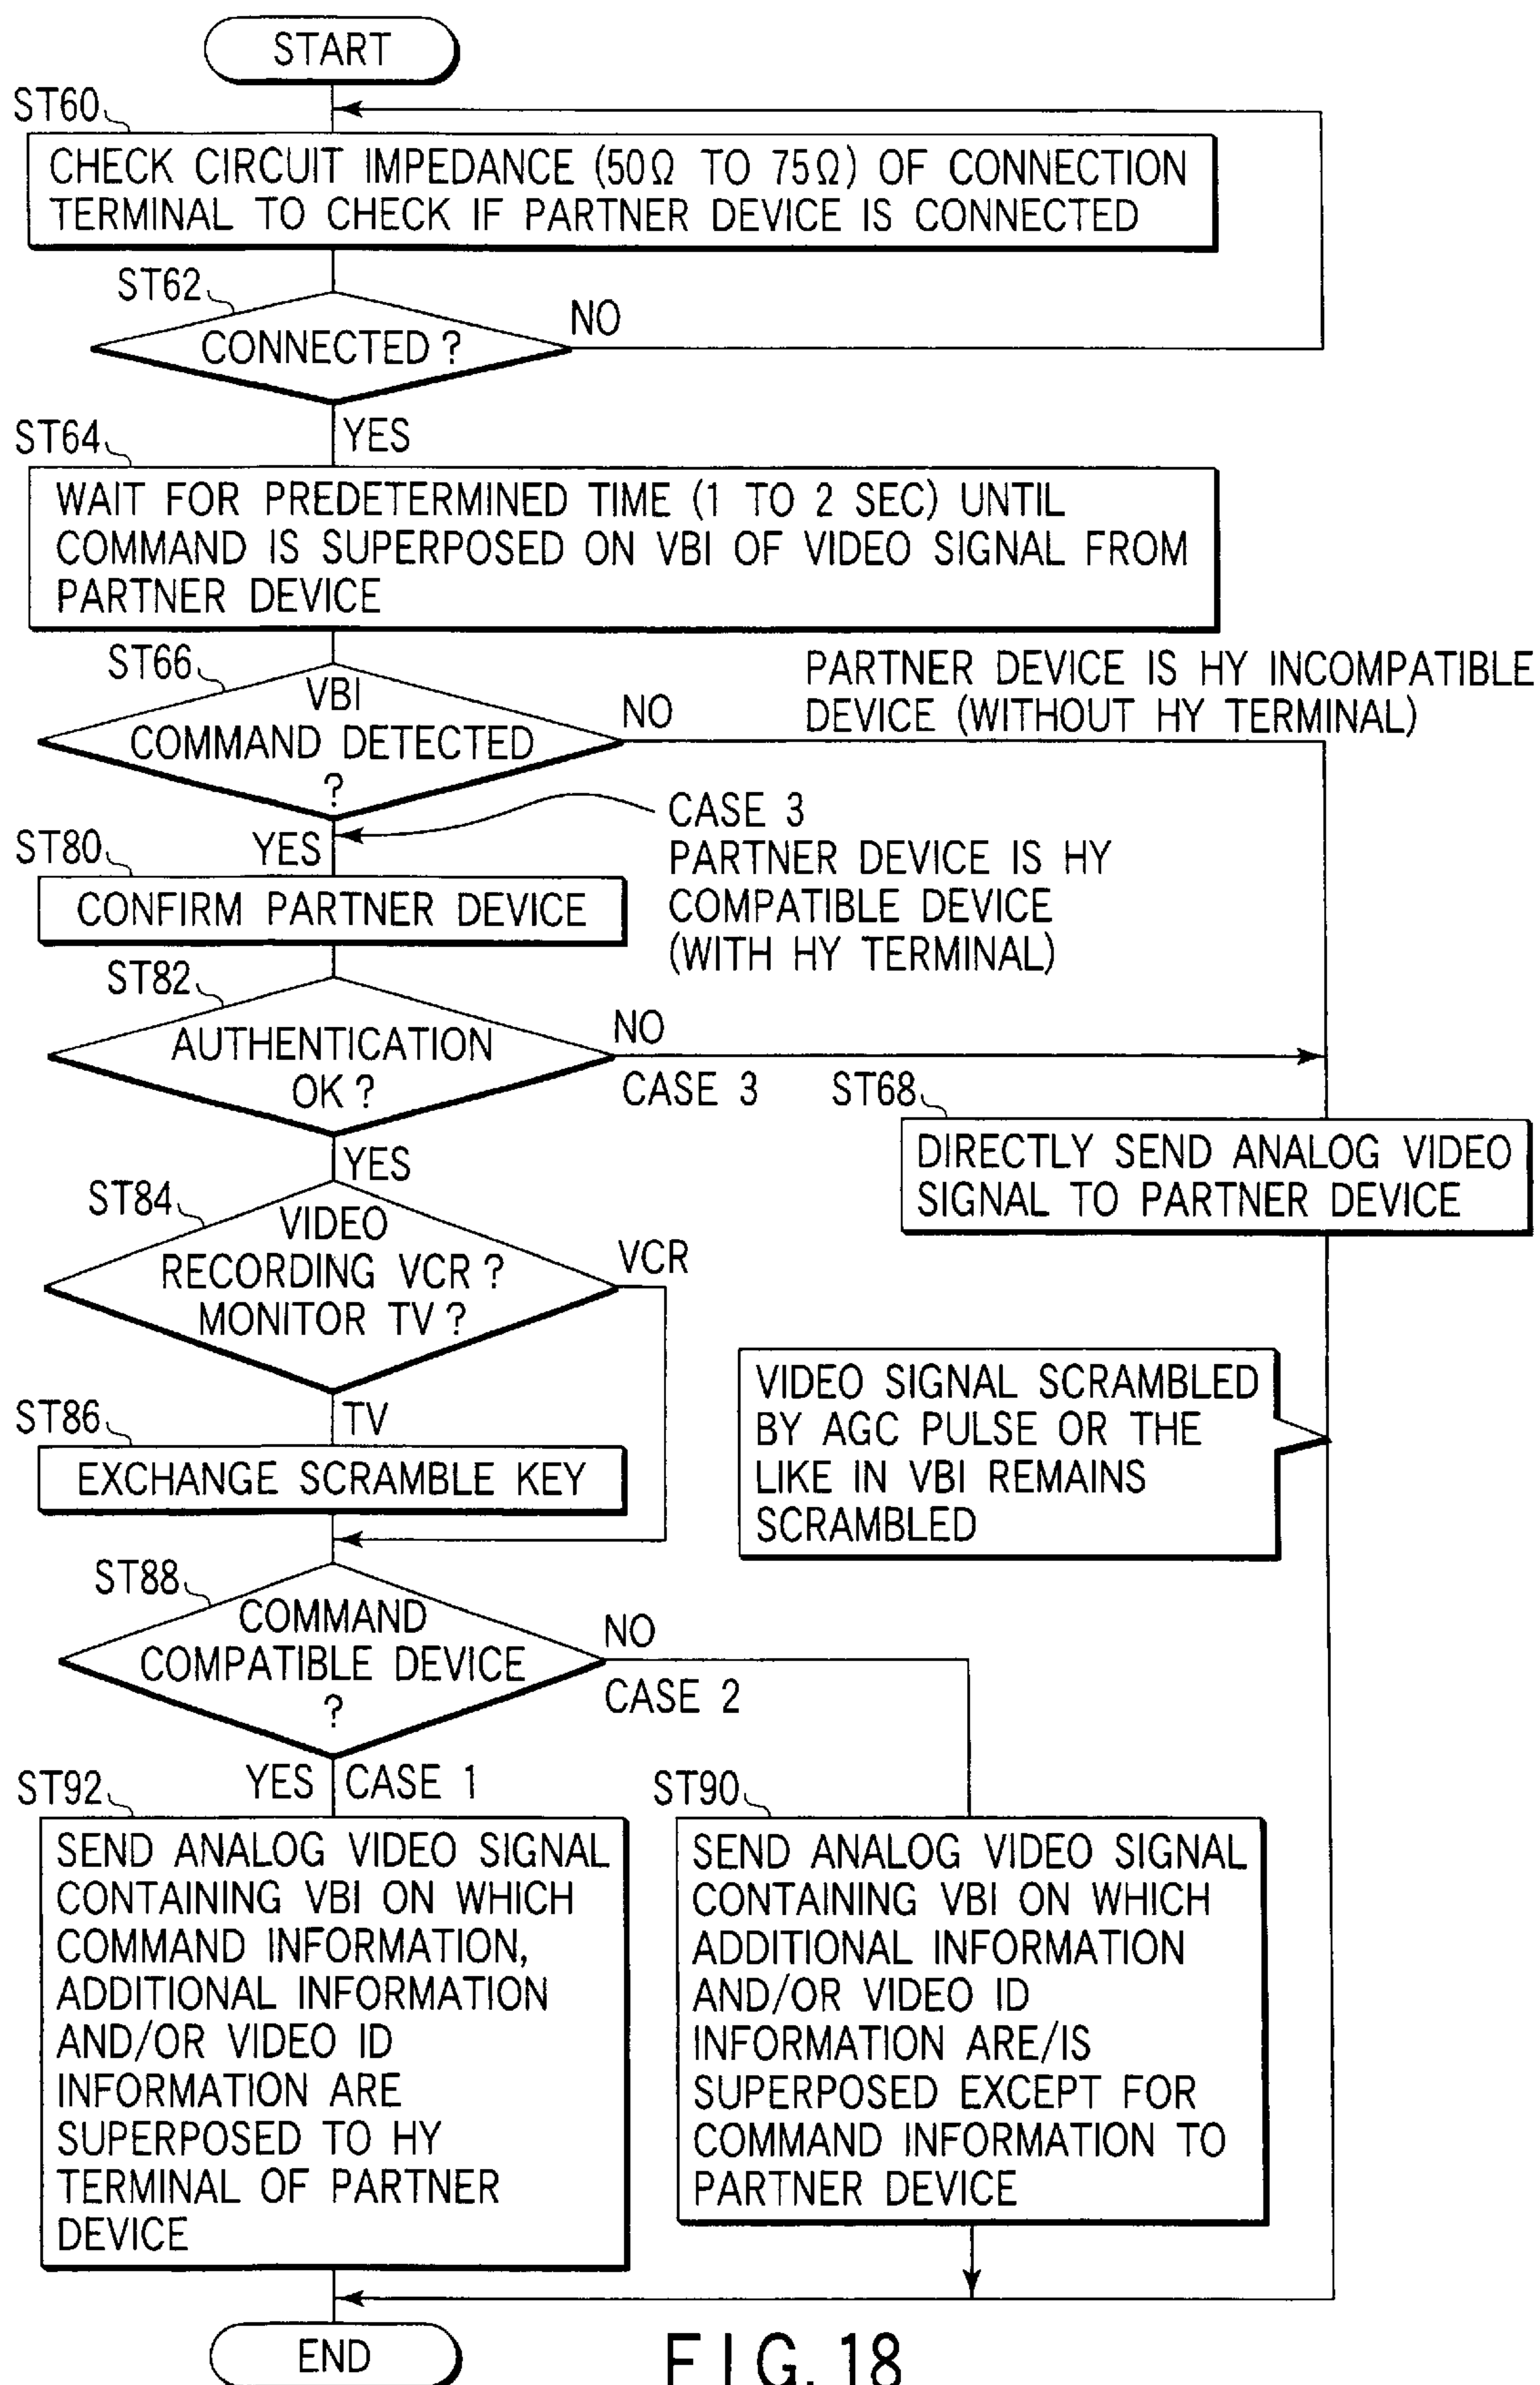 START
ST60
CHECK CIRCUIT IMPEDANCE (50Ω TO 75Ω) OF CONNECTION
TERMINAL TO CHECK IF PARTNER DEVICE IS CONNECTED
ST62
CONNECTED?
NO
YES
ST64
WAIT FOR PREDETERMINED TIME (1 TO 2 SEC) UNTIL
COMMAND IS SUPERPOSED ON VBI OF VIDEO SIGNAL FROM
PARTNER DEVICE
ST66
VBI
COMMAND DETECTED
?
NO
PARTNER DEVICE IS HY INCOMPATIBLE
DEVICE (WITHOUT HY TERMINAL)
YES
CASE 3
PARTNER DEVICE IS HY
COMPATIBLE DEVICE
(WITH HY TERMINAL)
ST80
CONFIRM PARTNER DEVICE
ST82
AUTHENTICATION
OK?
NO
CASE 3
YES
ST68
DIRECTLY SEND ANALOG VIDEO
SIGNAL TO PARTNER DEVICE
ST84
VIDEO
RECORDING VCR?
MONITOR TV?
VCR
TV
VIDEO SIGNAL SCRAMBLED
BY AGC PULSE OR THE
LIKE IN VBI REMAINS
SCRAMBLED
ST86
EXCHANGE SCRAMBLE KEY
ST88
COMMAND
COMPATIBLE DEVICE
?
NO
CASE 2
YES
CASE 1
ST92
SEND ANALOG VIDEO SIGNAL
CONTAINING VBI ON WHICH
COMMAND INFORMATION,
ADDITIONAL INFORMATION
AND/OR VIDEO ID
INFORMATION ARE
SUPERPOSED TO HY
TERMINAL OF PARTNER
DEVICE
ST90
SEND ANALOG VIDEO SIGNAL
CONTAINING VBI ON WHICH
ADDITIONAL INFORMATION
AND/OR VIDEO ID
INFORMATION ARE/IS
SUPERPOSED EXCEPT FOR
COMMAND INFORMATION TO
PARTNER DEVICE
END
FIG. 18